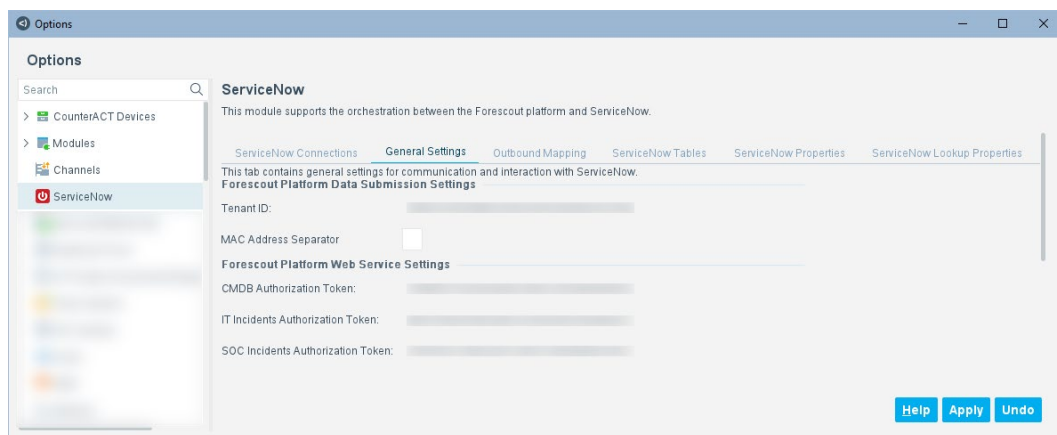 Options
Options
Search
CounterACT Devices
Modules
Channels
ServiceNow
ServiceNow
This module supports the orchestration between the Forescout platform and ServiceNow.
ServiceNow Connections General Settings Outbound Mapping ServiceNow Tables ServiceNow Properties ServiceNow Lookup Properties
This tab contains general settings for communication and interaction with ServiceNow.
Forescout Platform Data Submission Settings
Tenant ID:
MAC Address Separator
Forescout Platform Web Service Settings
CMDB Authorization Token:
IT Incidents Authorization Token:
SOC Incidents Authorization Token:
Help Apply Undo